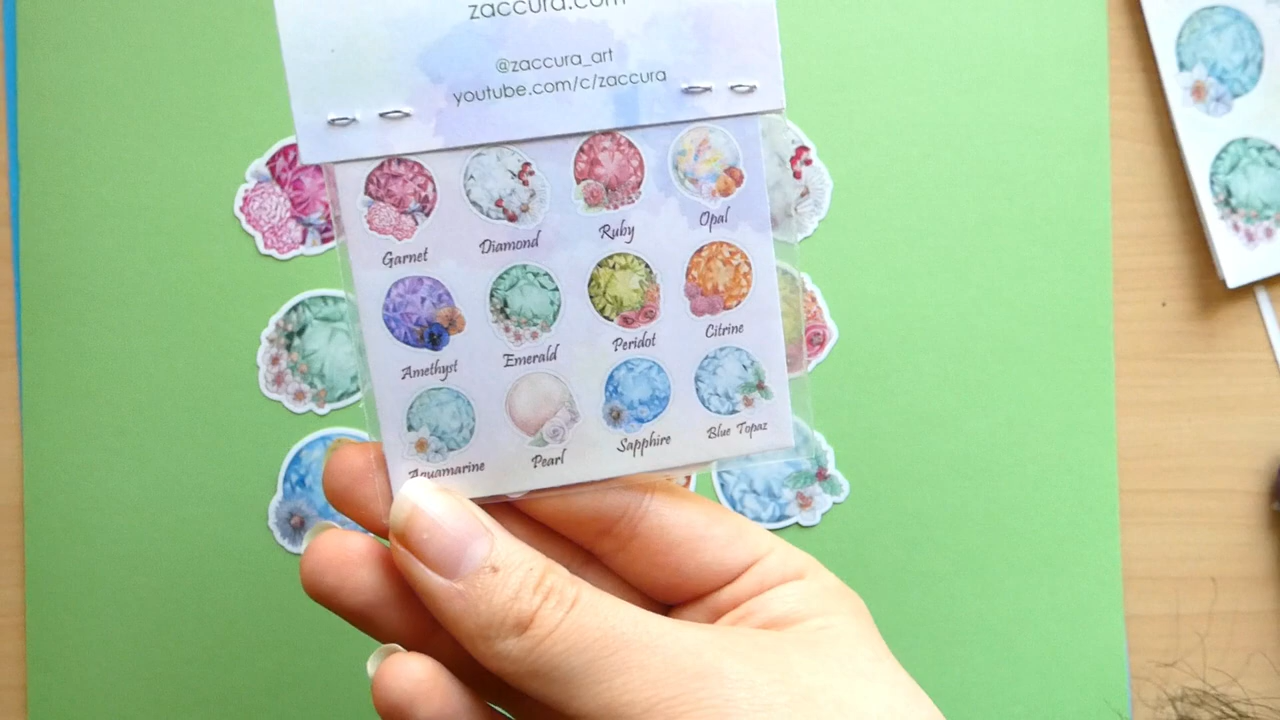 zaccura.com
@zaccura_art
youtube.com/c/zaccura
Garnet Diamond Ruby Opal
Amethyst Emerald Peridot Citrine
Aquamarine Pearl Sapphire Blue Topaz